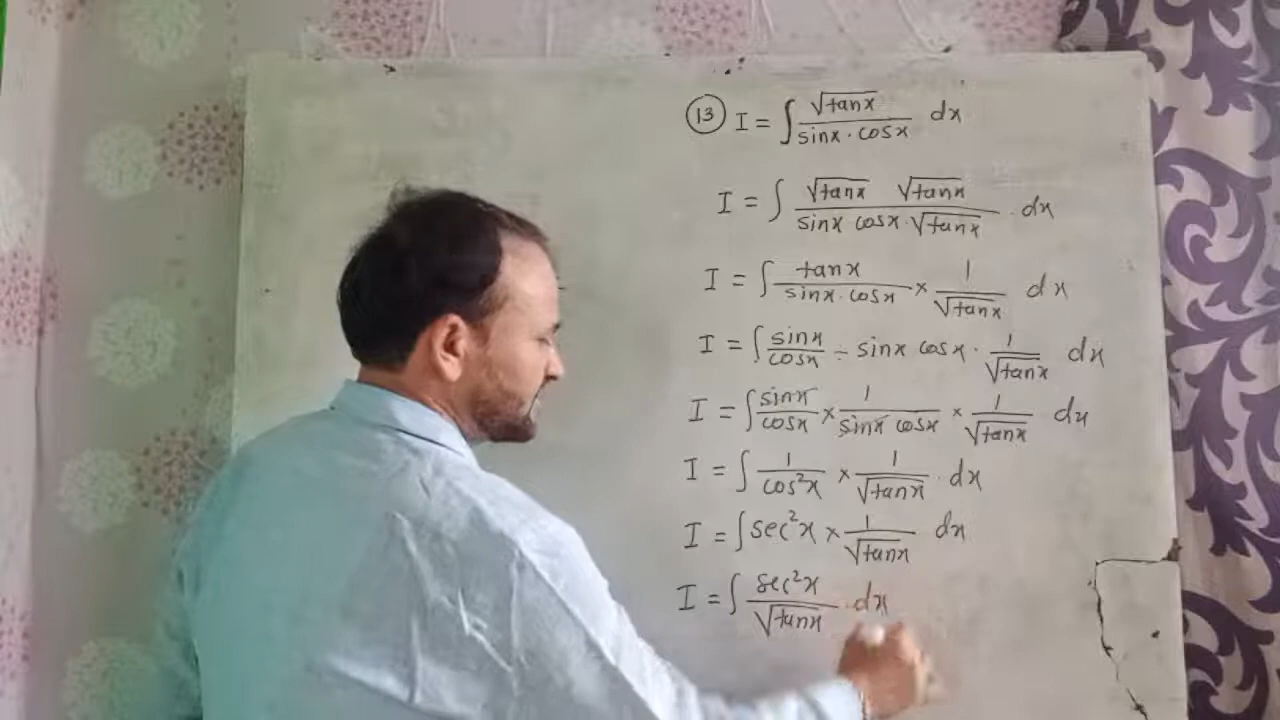 (13) I = ∫ √tanx / sinx · cosx dx
I = ∫ √tanx √tanx / sinx cosx · √tanx · dx
I = ∫ tanx / sinx · cosx × 1 / √tanx dx
I = ∫ sinx / cosx ÷ sinx cosx · 1 / √tanx dx
I = ∫ sinx / cosx × 1 / sinx cosx × 1 / √tanx dx
I = ∫ 1 / cos²x × 1 / √tanx · dx
I = ∫ sec²x × 1 / √tanx dx
I = ∫ sec²x / √tanx · dx